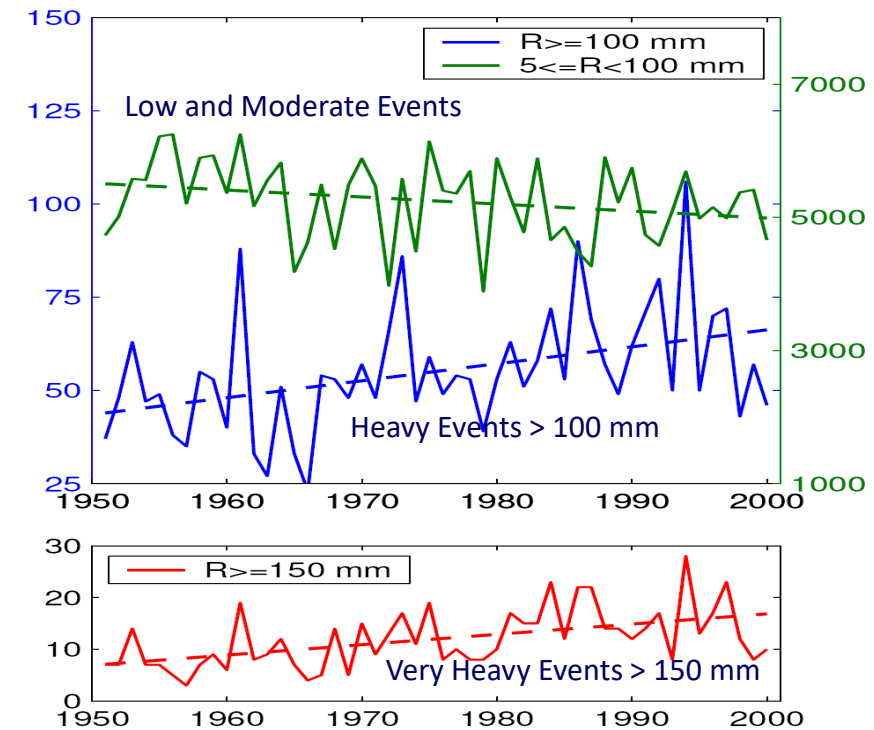 150
125
100
75
50
25
7000
5000
3000
1000
R>=100 mm
5<=R<100 mm
Low and Moderate Events
Heavy Events > 100 mm
1950 1960 1970 1980 1990 2000
30
20
10
0
R>=150 mm
Very Heavy Events > 150 mm
1950 1960 1970 1980 1990 2000